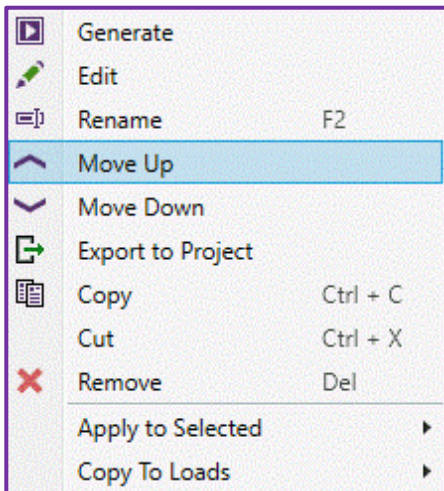 Generate
Edit
Rename F2
Move Up
Move Down
Export to Project
Copy Ctrl + C
Cut Ctrl + X
Remove Del
Apply to Selected
Copy To Loads